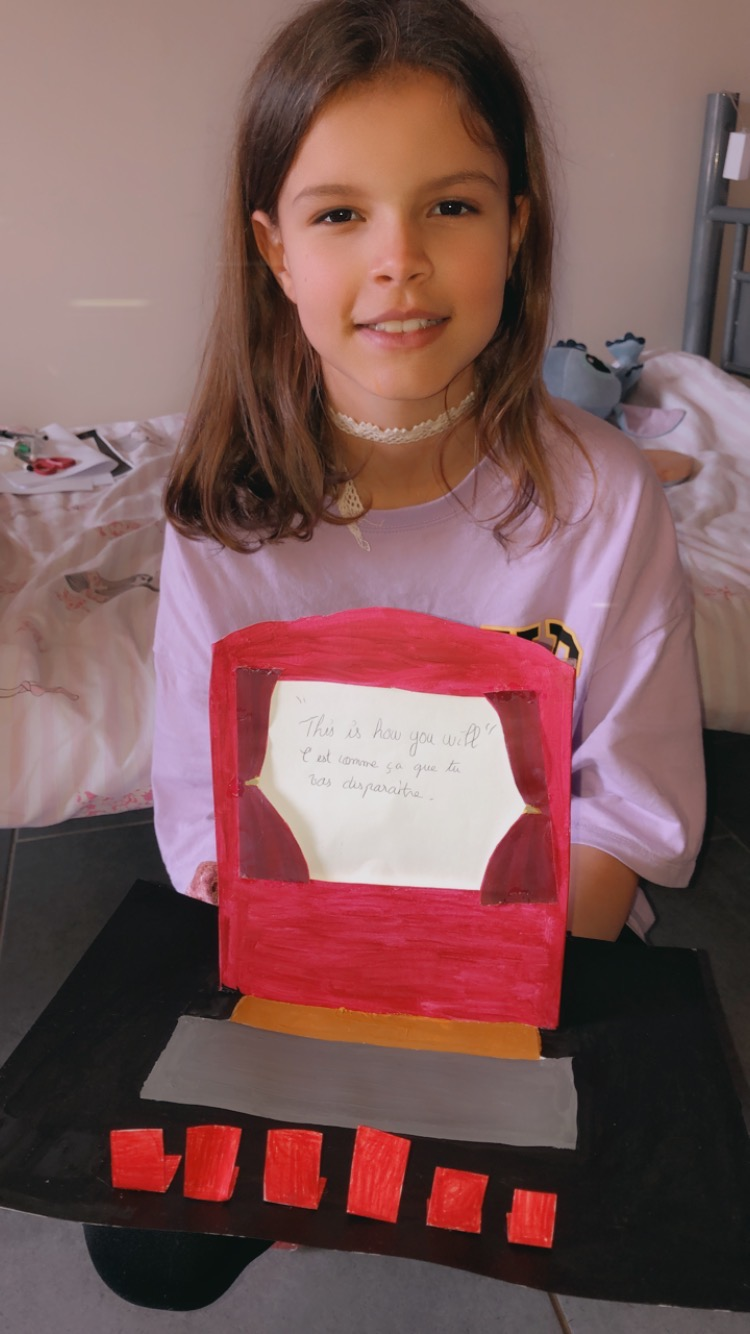 "This is how you will"
C'est comme ça que tu
vas disparaître.